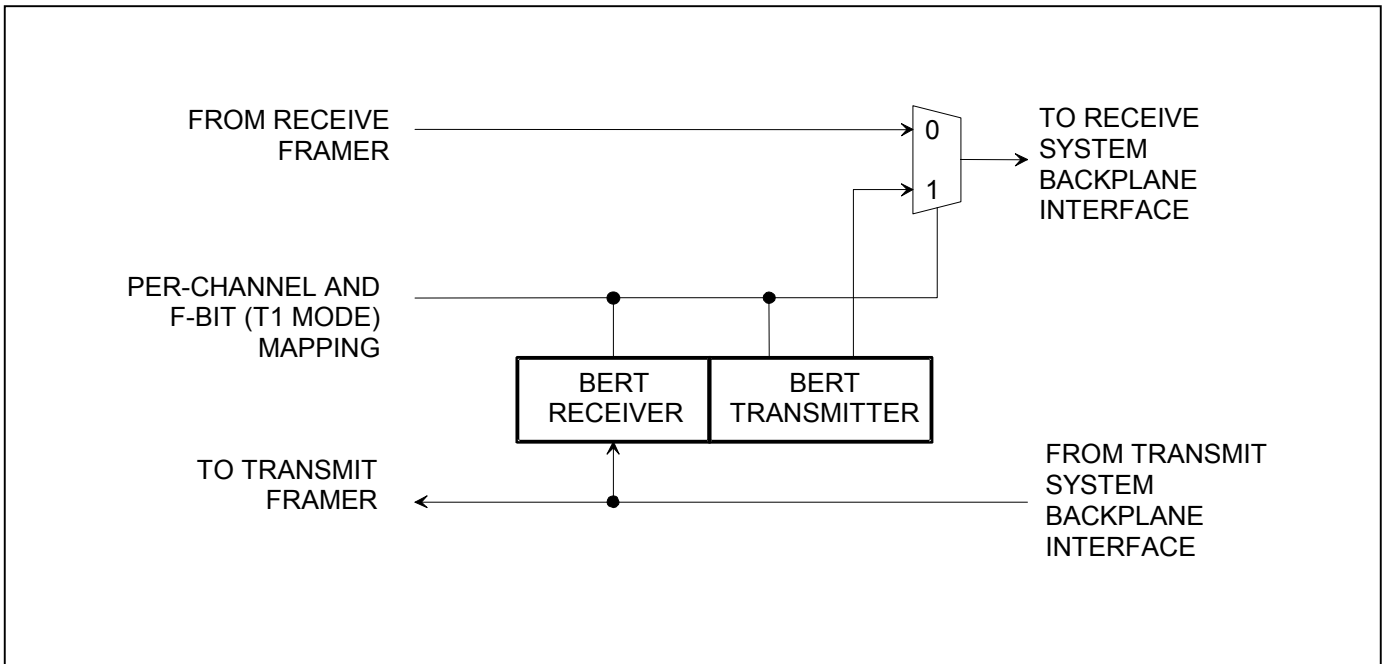 FROM RECEIVE
FRAMER
0
1
TO RECEIVE
SYSTEM
BACKPLANE
INTERFACE
PER-CHANNEL AND
F-BIT (T1 MODE)
MAPPING
BERT
RECEIVER
BERT
TRANSMITTER
TO TRANSMIT
FRAMER
FROM TRANSMIT
SYSTEM
BACKPLANE
INTERFACE